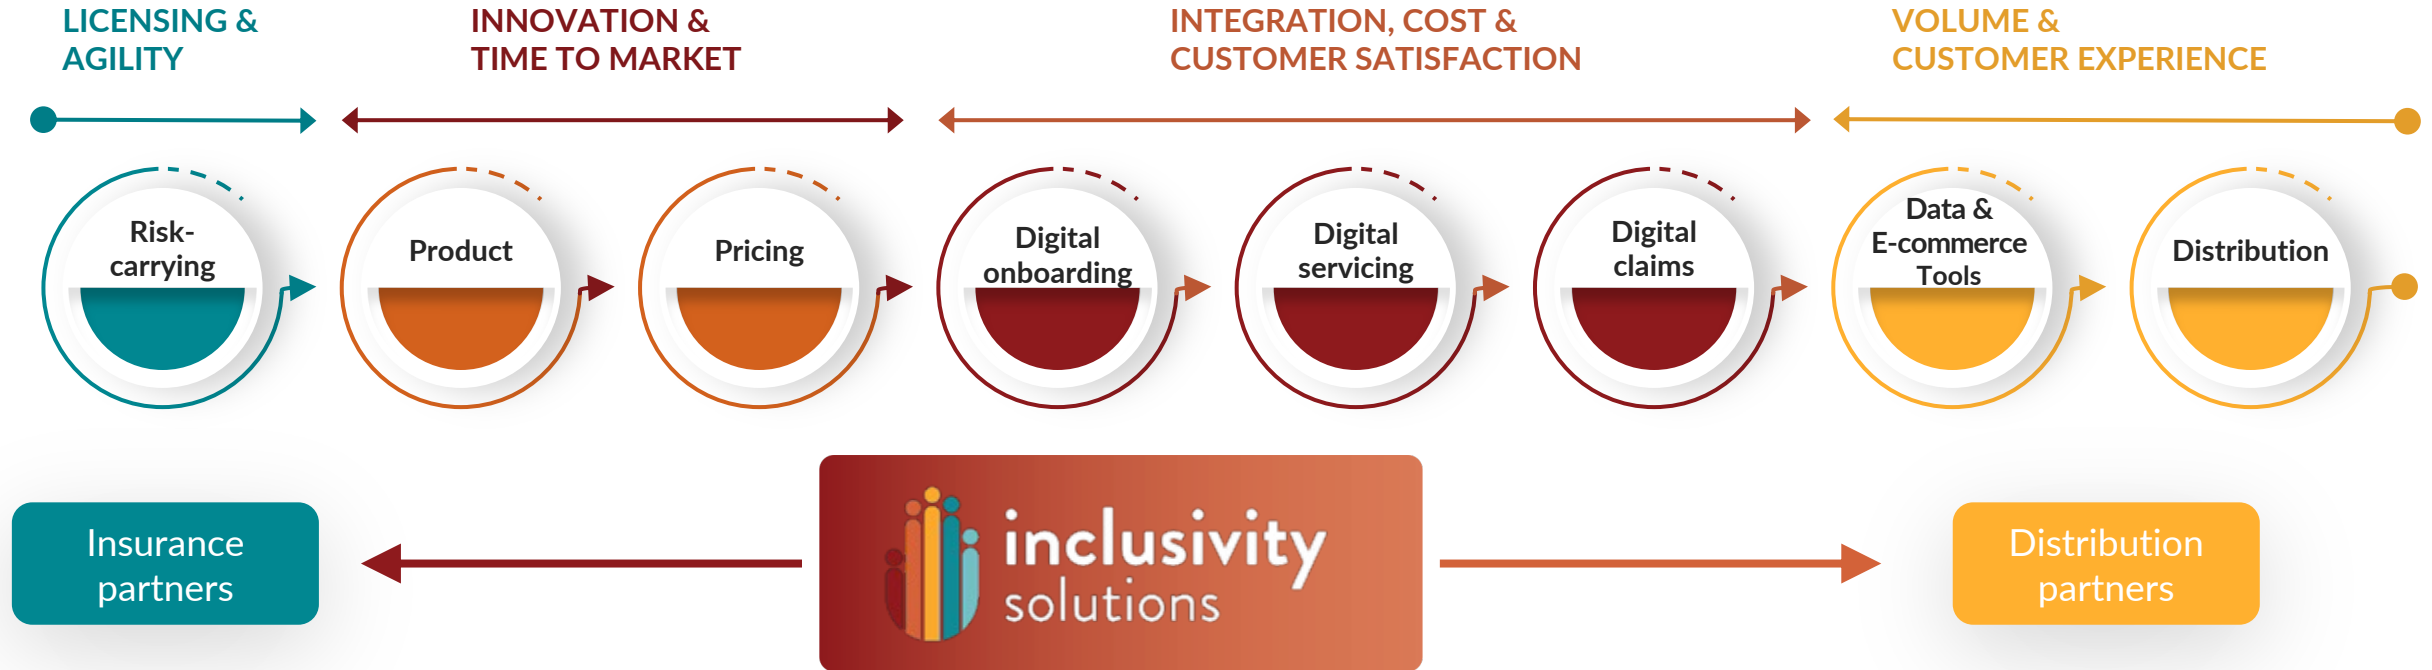 LICENSING &
AGILITY
INNOVATION &
TIME TO MARKET
INTEGRATION, COST &
CUSTOMER SATISFACTION
VOLUME &
CUSTOMER EXPERIENCE
Risk-
carrying
Product
Pricing
Digital
onboarding
Digital
servicing
Digital
claims
Data &
E-commerce
Tools
Distribution
Insurance
partners
inclusivity
solutions
Distribution
partners